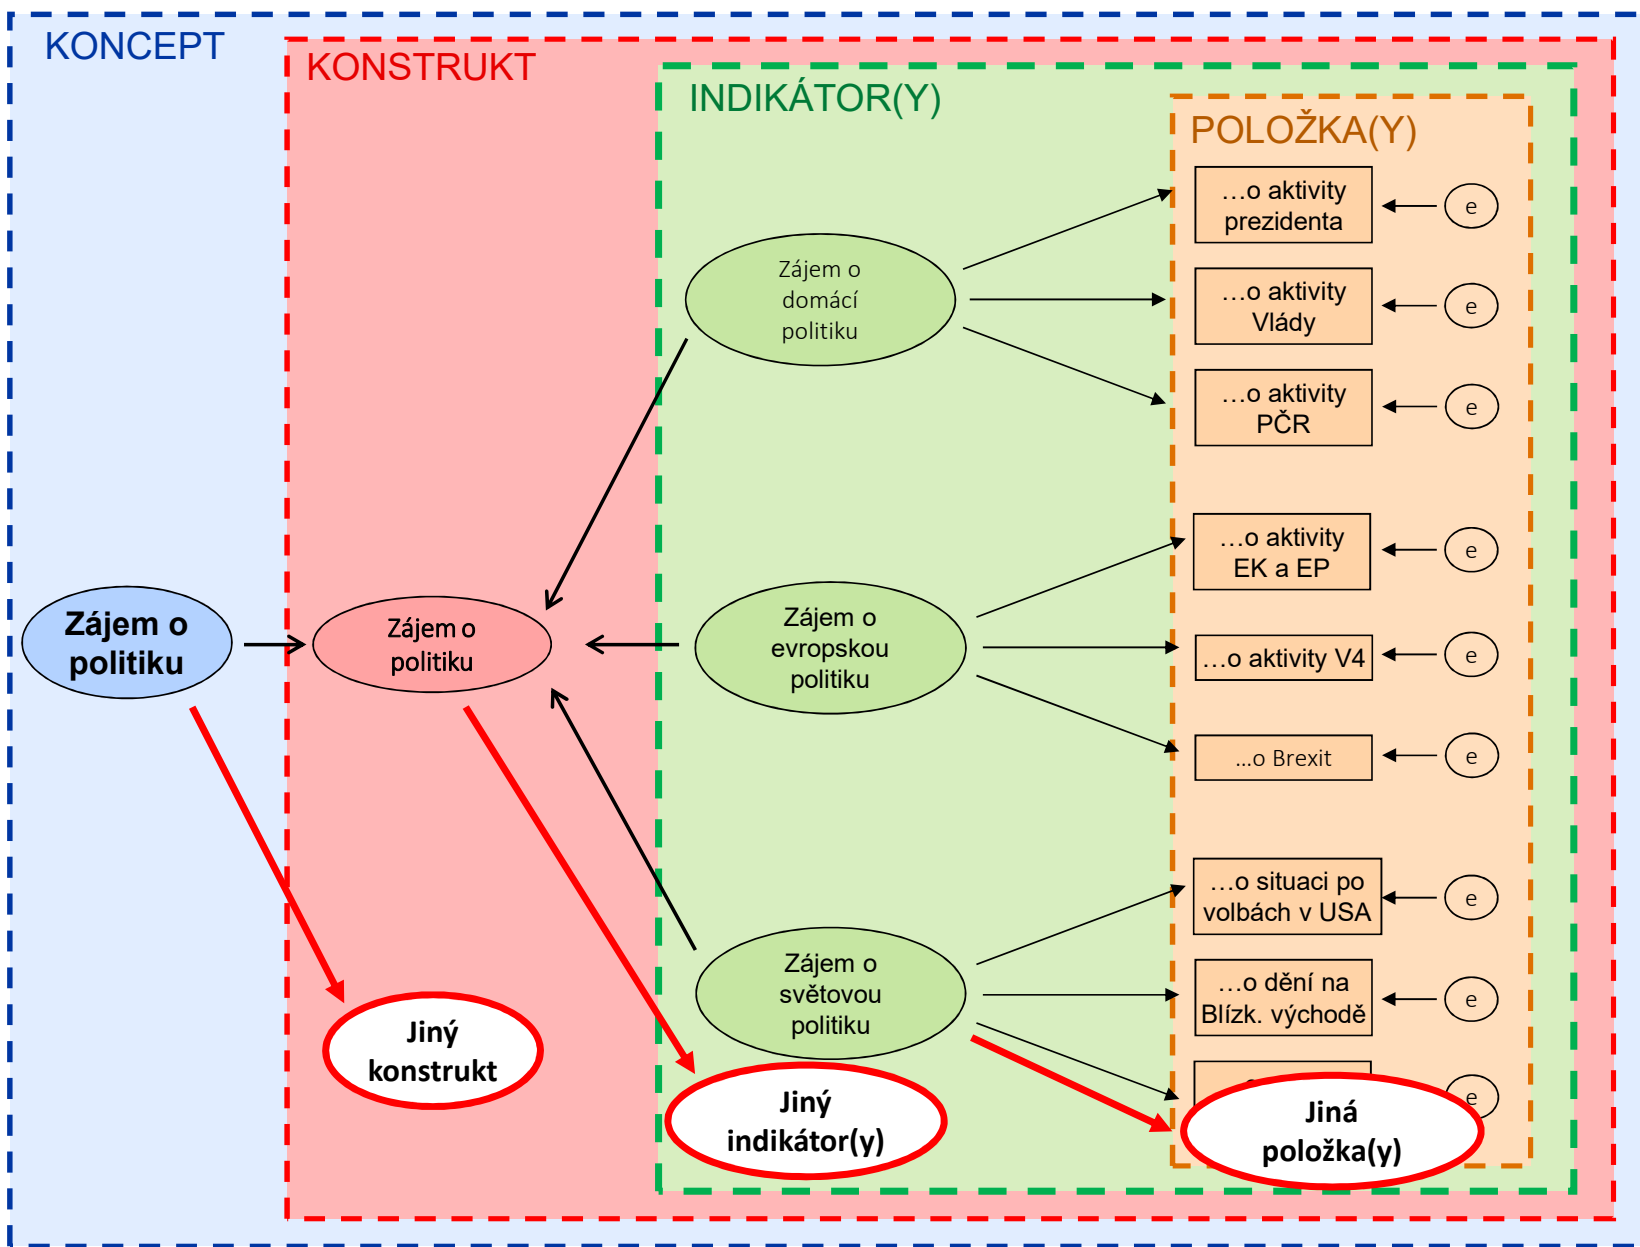 KONCEPT
KONSTRUKT
INDIKÁTOR(Y)
POLOŽKA(Y)
Zájem o
politiku
Zájem o
politiku
Zájem o
domácí
politiku
…o aktivity
prezidenta
e
…o aktivity
Vlády
e
…o aktivity
PČR
e
Zájem o
evropskou
politiku
…o aktivity
EK a EP
e
…o aktivity V4
e
…o Brexit
e
Zájem o
světovou
politiku
…o situaci po
volbách v USA
e
…o dění na
Blízk. východě
e
e
Jiný
konstrukt
Jiný
indikátor(y)
Jiná
položka(y)